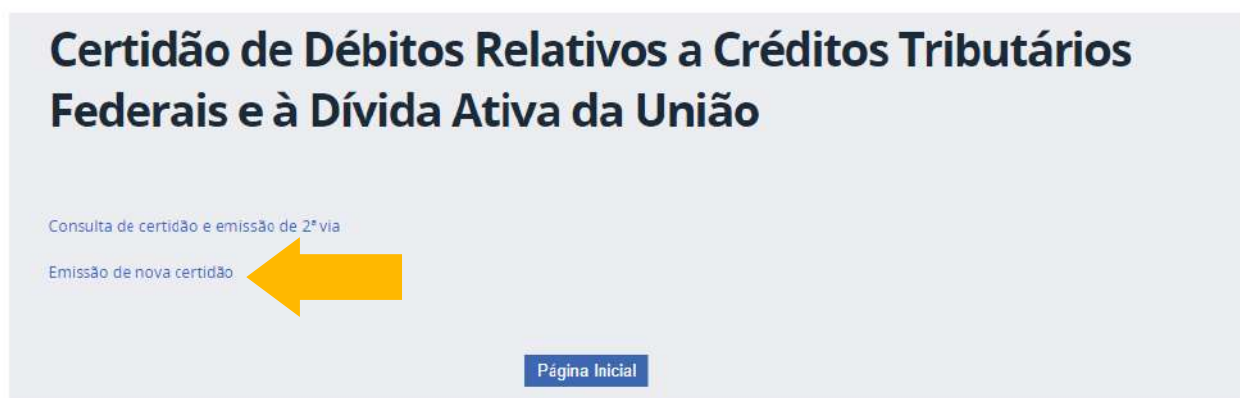 Certidão de Débitos Relativos a Créditos Tributários
Federais e à Dívida Ativa da União
Consulta de certidão e emissão de 2ª via
Emissão de nova certidão
Página Inicial